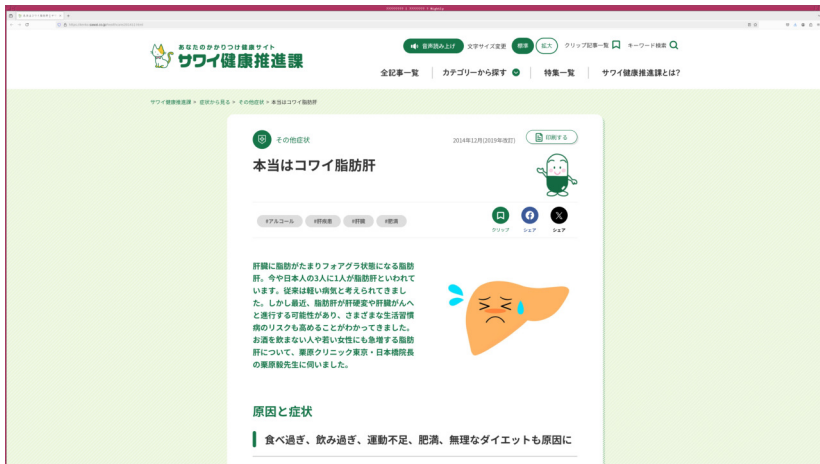 あなたのかかりつけ健康サイト
サワイ健康推進課
音声読み上げ 文字サイズ変更 標準 拡大 クリップ記事一覧 キーワード検索
全記事一覧 カテゴリーから探す 特集一覧 サワイ健康推進課とは?
サワイ健康推進課 > 症状から見る > その他症状 > 本当はコワイ脂肪肝
その他症状
2014年12月(2019年改訂) 印刷する
本当はコワイ脂肪肝
#アルコール #肝疾患 #肝臓 #肥満
クリップ シェア シェア
肝臓に脂肪がたまりフォアグラ状態になる脂肪
肝。今や日本人の3人に1人が脂肪肝といわれて
います。従来は軽い病気と考えられてきまし
た。しかし最近、脂肪肝が肝硬変や肝臓がんへ
と進行する可能性があり、さまざまな生活習慣
病のリスクも高めることがわかってきました。
お酒を飲まない人や若い女性にも急増する脂肪
肝について、栗原クリニック東京・日本橋院長
の栗原毅先生に伺いました。
原因と症状
食べ過ぎ、飲み過ぎ、運動不足、肥満、無理なダイエットも原因に